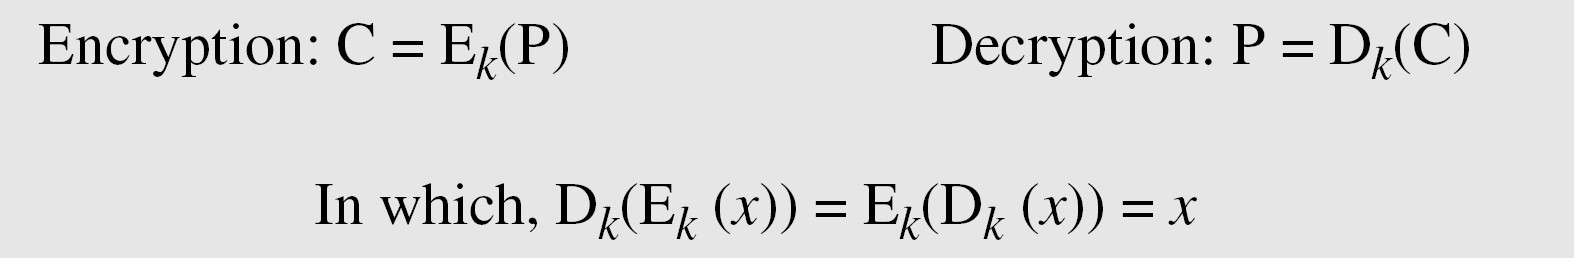 Encryption: C = Eₖ(P) Decryption: P = Dₖ(C)
In which, Dₖ(Eₖ (x)) = Eₖ(Dₖ (x)) = x